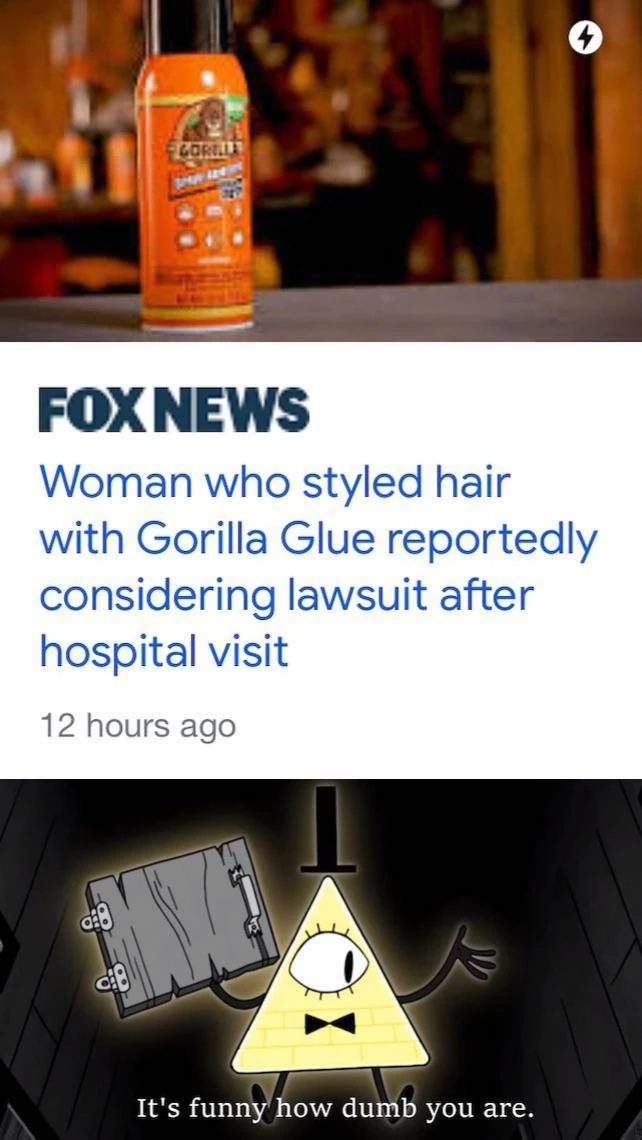 GORILLA
FOX NEWS
Woman who styled hair
with Gorilla Glue reportedly
considering lawsuit after
hospital visit
12 hours ago
It's funny how dumb you are.